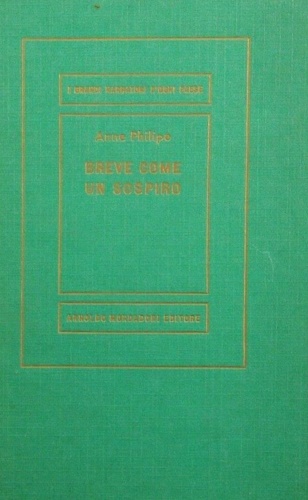 I GRANDI NARRATORI D'OGNI PAESE
Anne Philipe
BREVE COME
UN SOSPIRO
ARNOLDO MONDADORI EDITORE